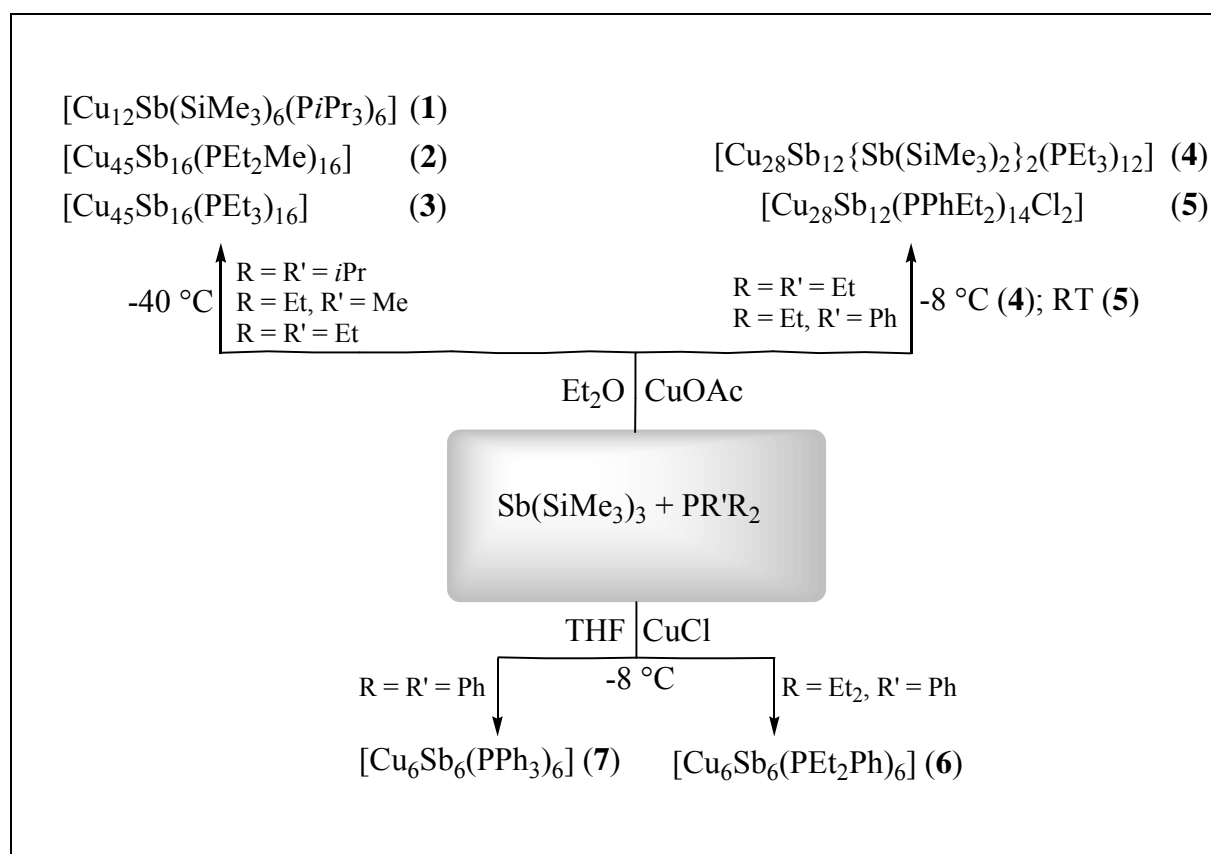 [Cu12Sb(SiMe3)6(PiPr3)6] (1)
[Cu45Sb16(PEt2Me)16] (2)
[Cu45Sb16(PEt3)16] (3)
[Cu28Sb12{Sb(SiMe3)2}2(PEt3)12] (4)
[Cu28Sb12(PPhEt2)14Cl2] (5)
-40 °C
R = R' = iPr
R = Et, R' = Me
R = R' = Et
R = R' = Et
R = Et, R' = Ph
-8 °C (4); RT (5)
Et2O CuOAc
Sb(SiMe3)3 + PR'R2
THF CuCl
-8 °C
R = R' = Ph
R = Et2, R' = Ph
[Cu6Sb6(PPh3)6] (7)
[Cu6Sb6(PEt2Ph)6] (6)